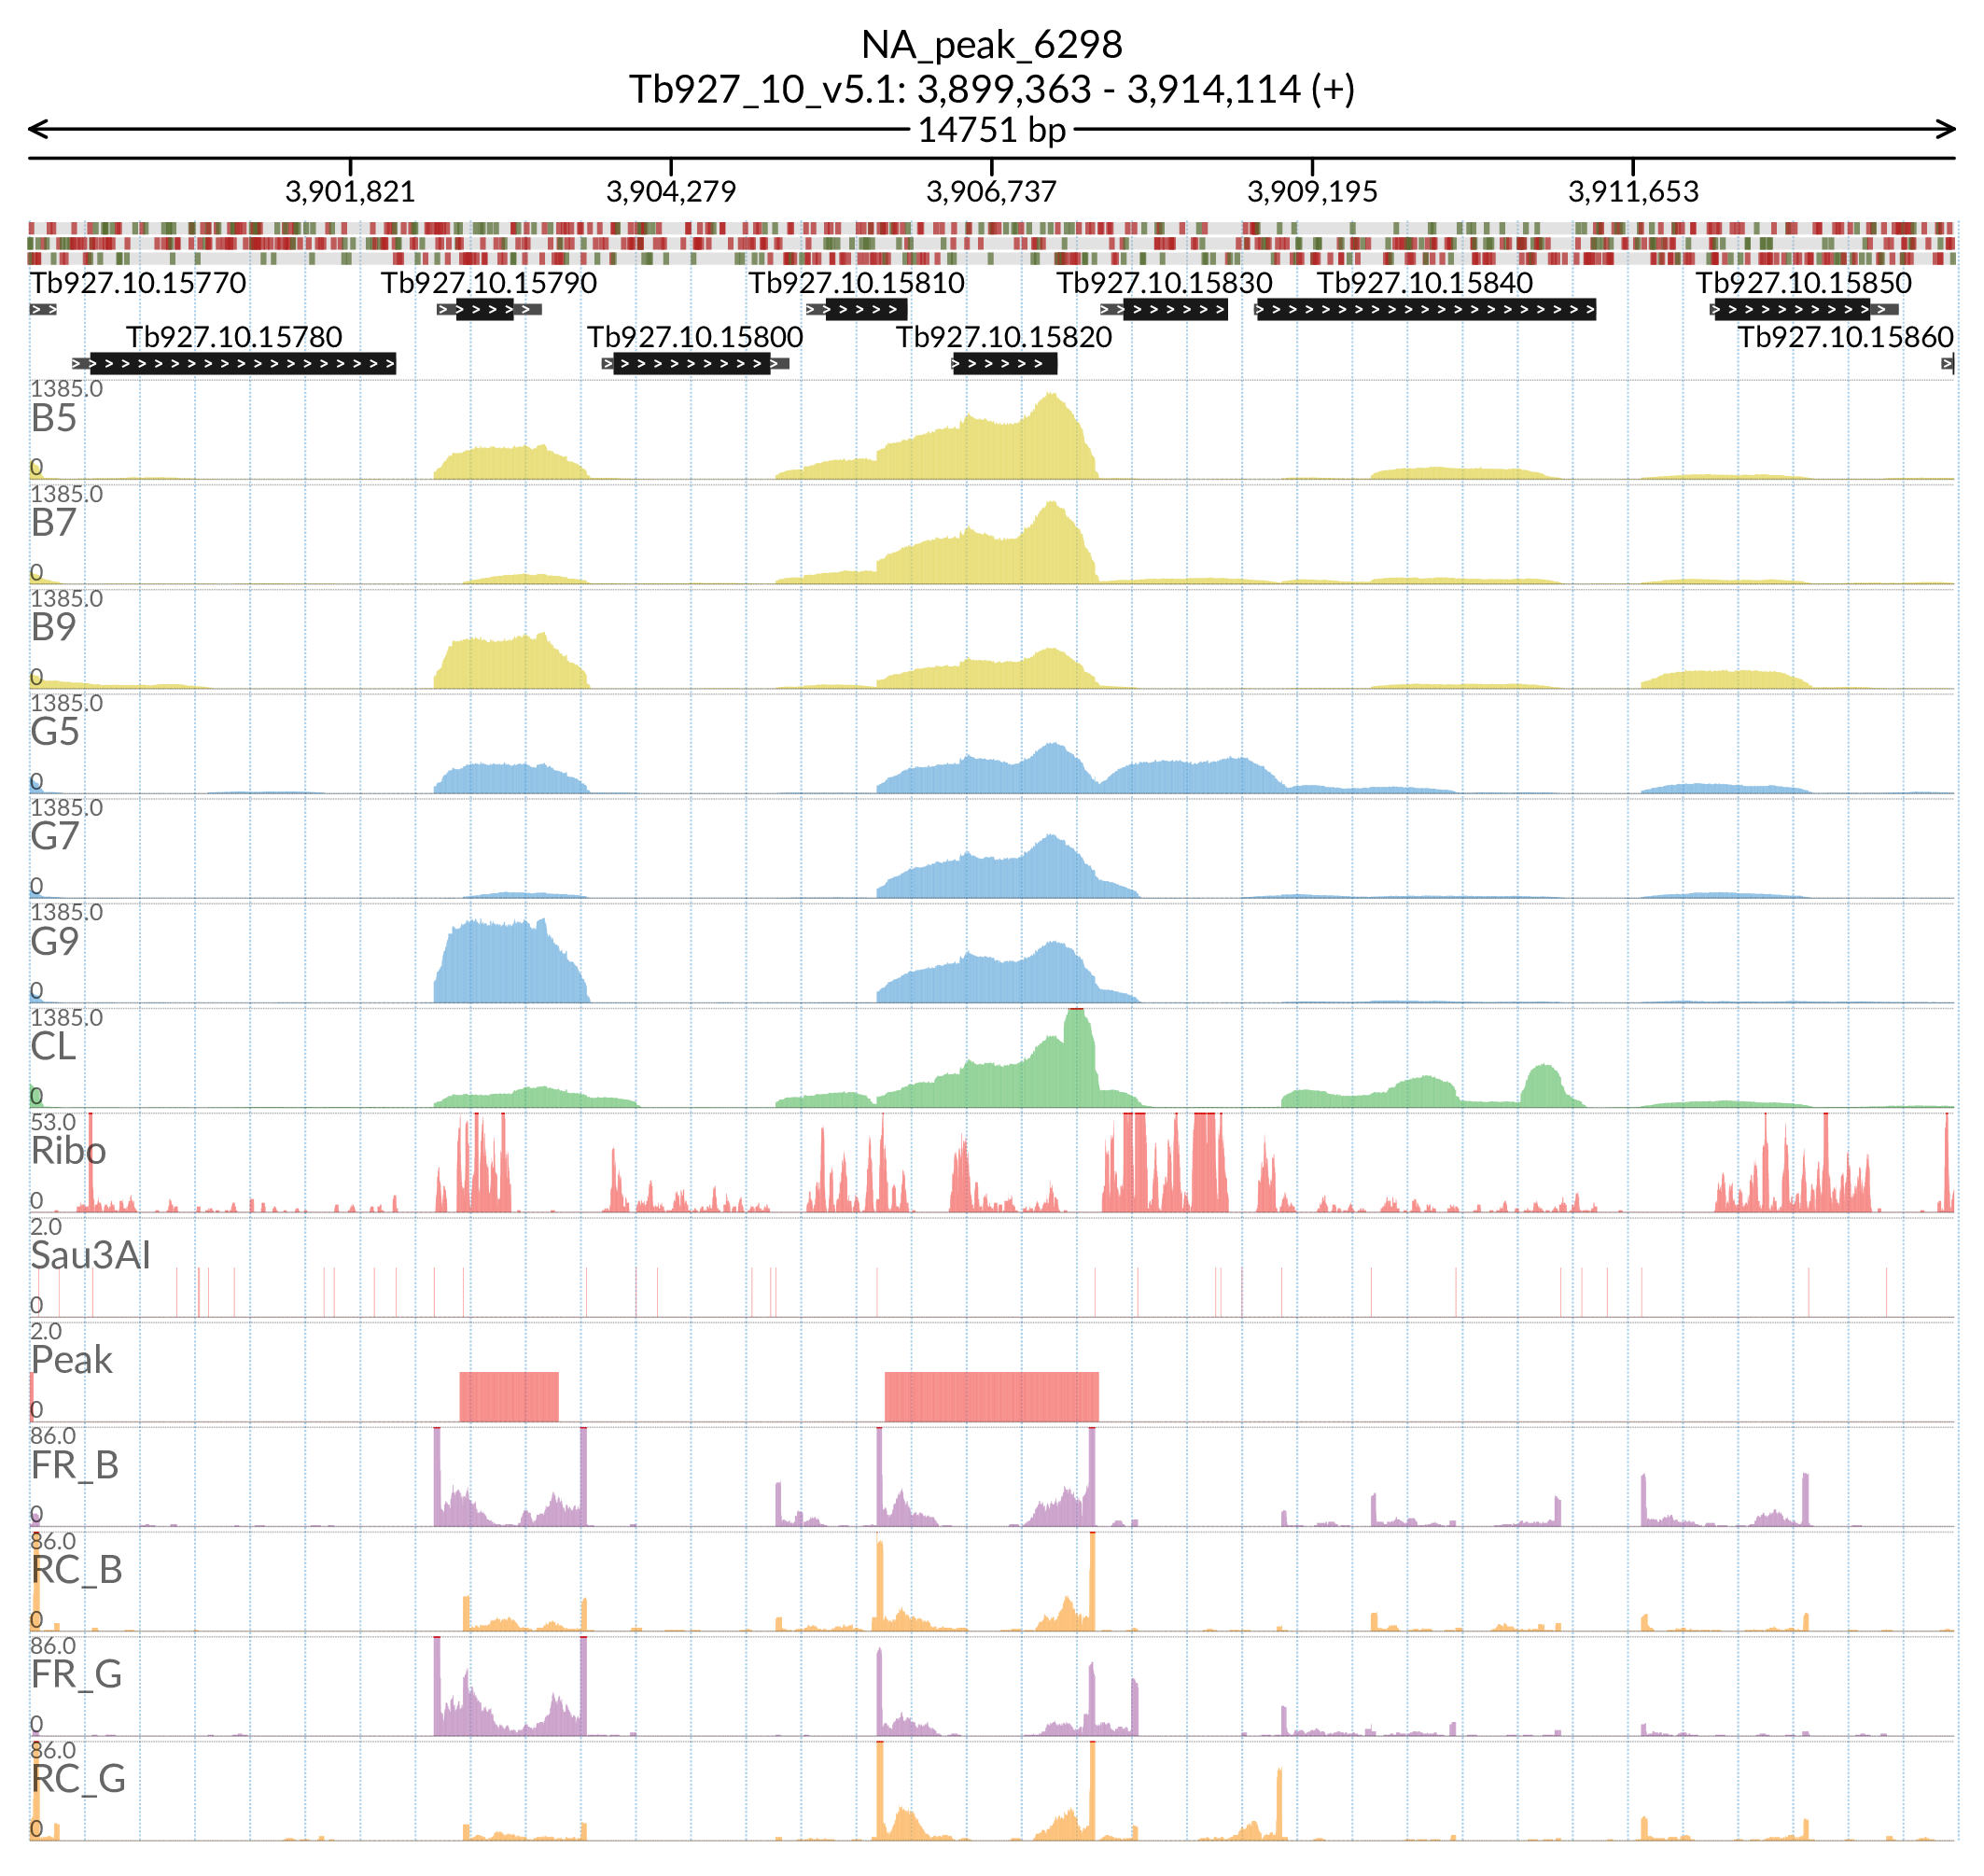 NA_peak_6298
Tb927_10_v5.1: 3,899,363 - 3,914,114 (+)
14751 bp
3,901,821 3,904,279 3,906,737 3,909,195 3,911,653
Tb927.10.15770 Tb927.10.15790 Tb927.10.15810 Tb927.10.15830 Tb927.10.15840 Tb927.10.15850
Tb927.10.15780 Tb927.10.15800 Tb927.10.15820 Tb927.10.15860
1385.0
B5
0
1385.0
B7
0
1385.0
B9
0
1385.0
G5
0
1385.0
G7
0
1385.0
G9
0
1385.0
CL
0
53.0
Ribo
0
2.0
Sau3AI
0
2.0
Peak
0
86.0
FR_B
0
86.0
RC_B
0
86.0
FR_G
0
86.0
RC_G
0